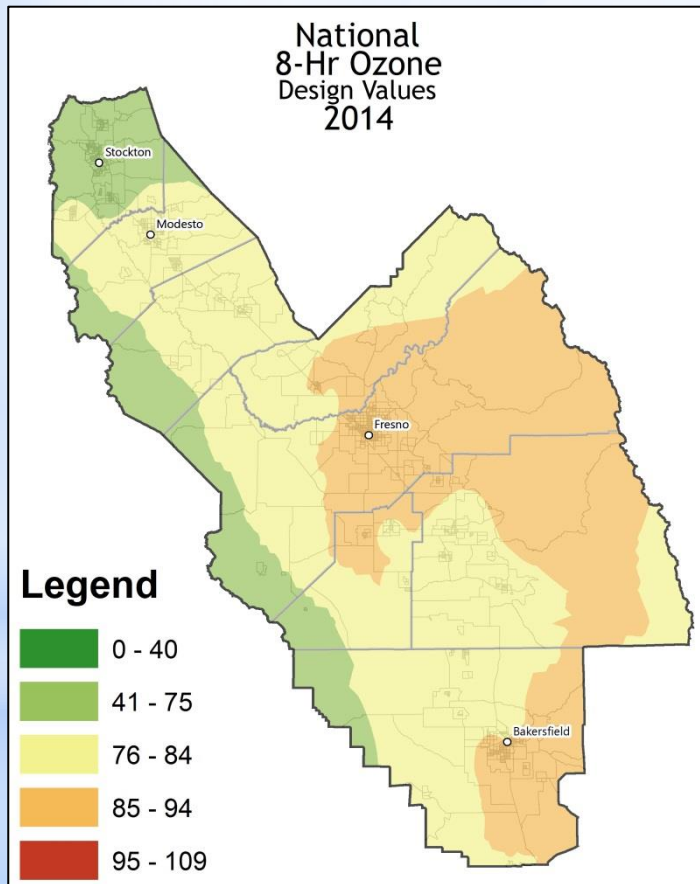 National
8-Hr Ozone
Design Values
2014
Stockton
Modesto
Fresno
Bakersfield
Legend
0 - 40
41 - 75
76 - 84
85 - 94
95 - 109